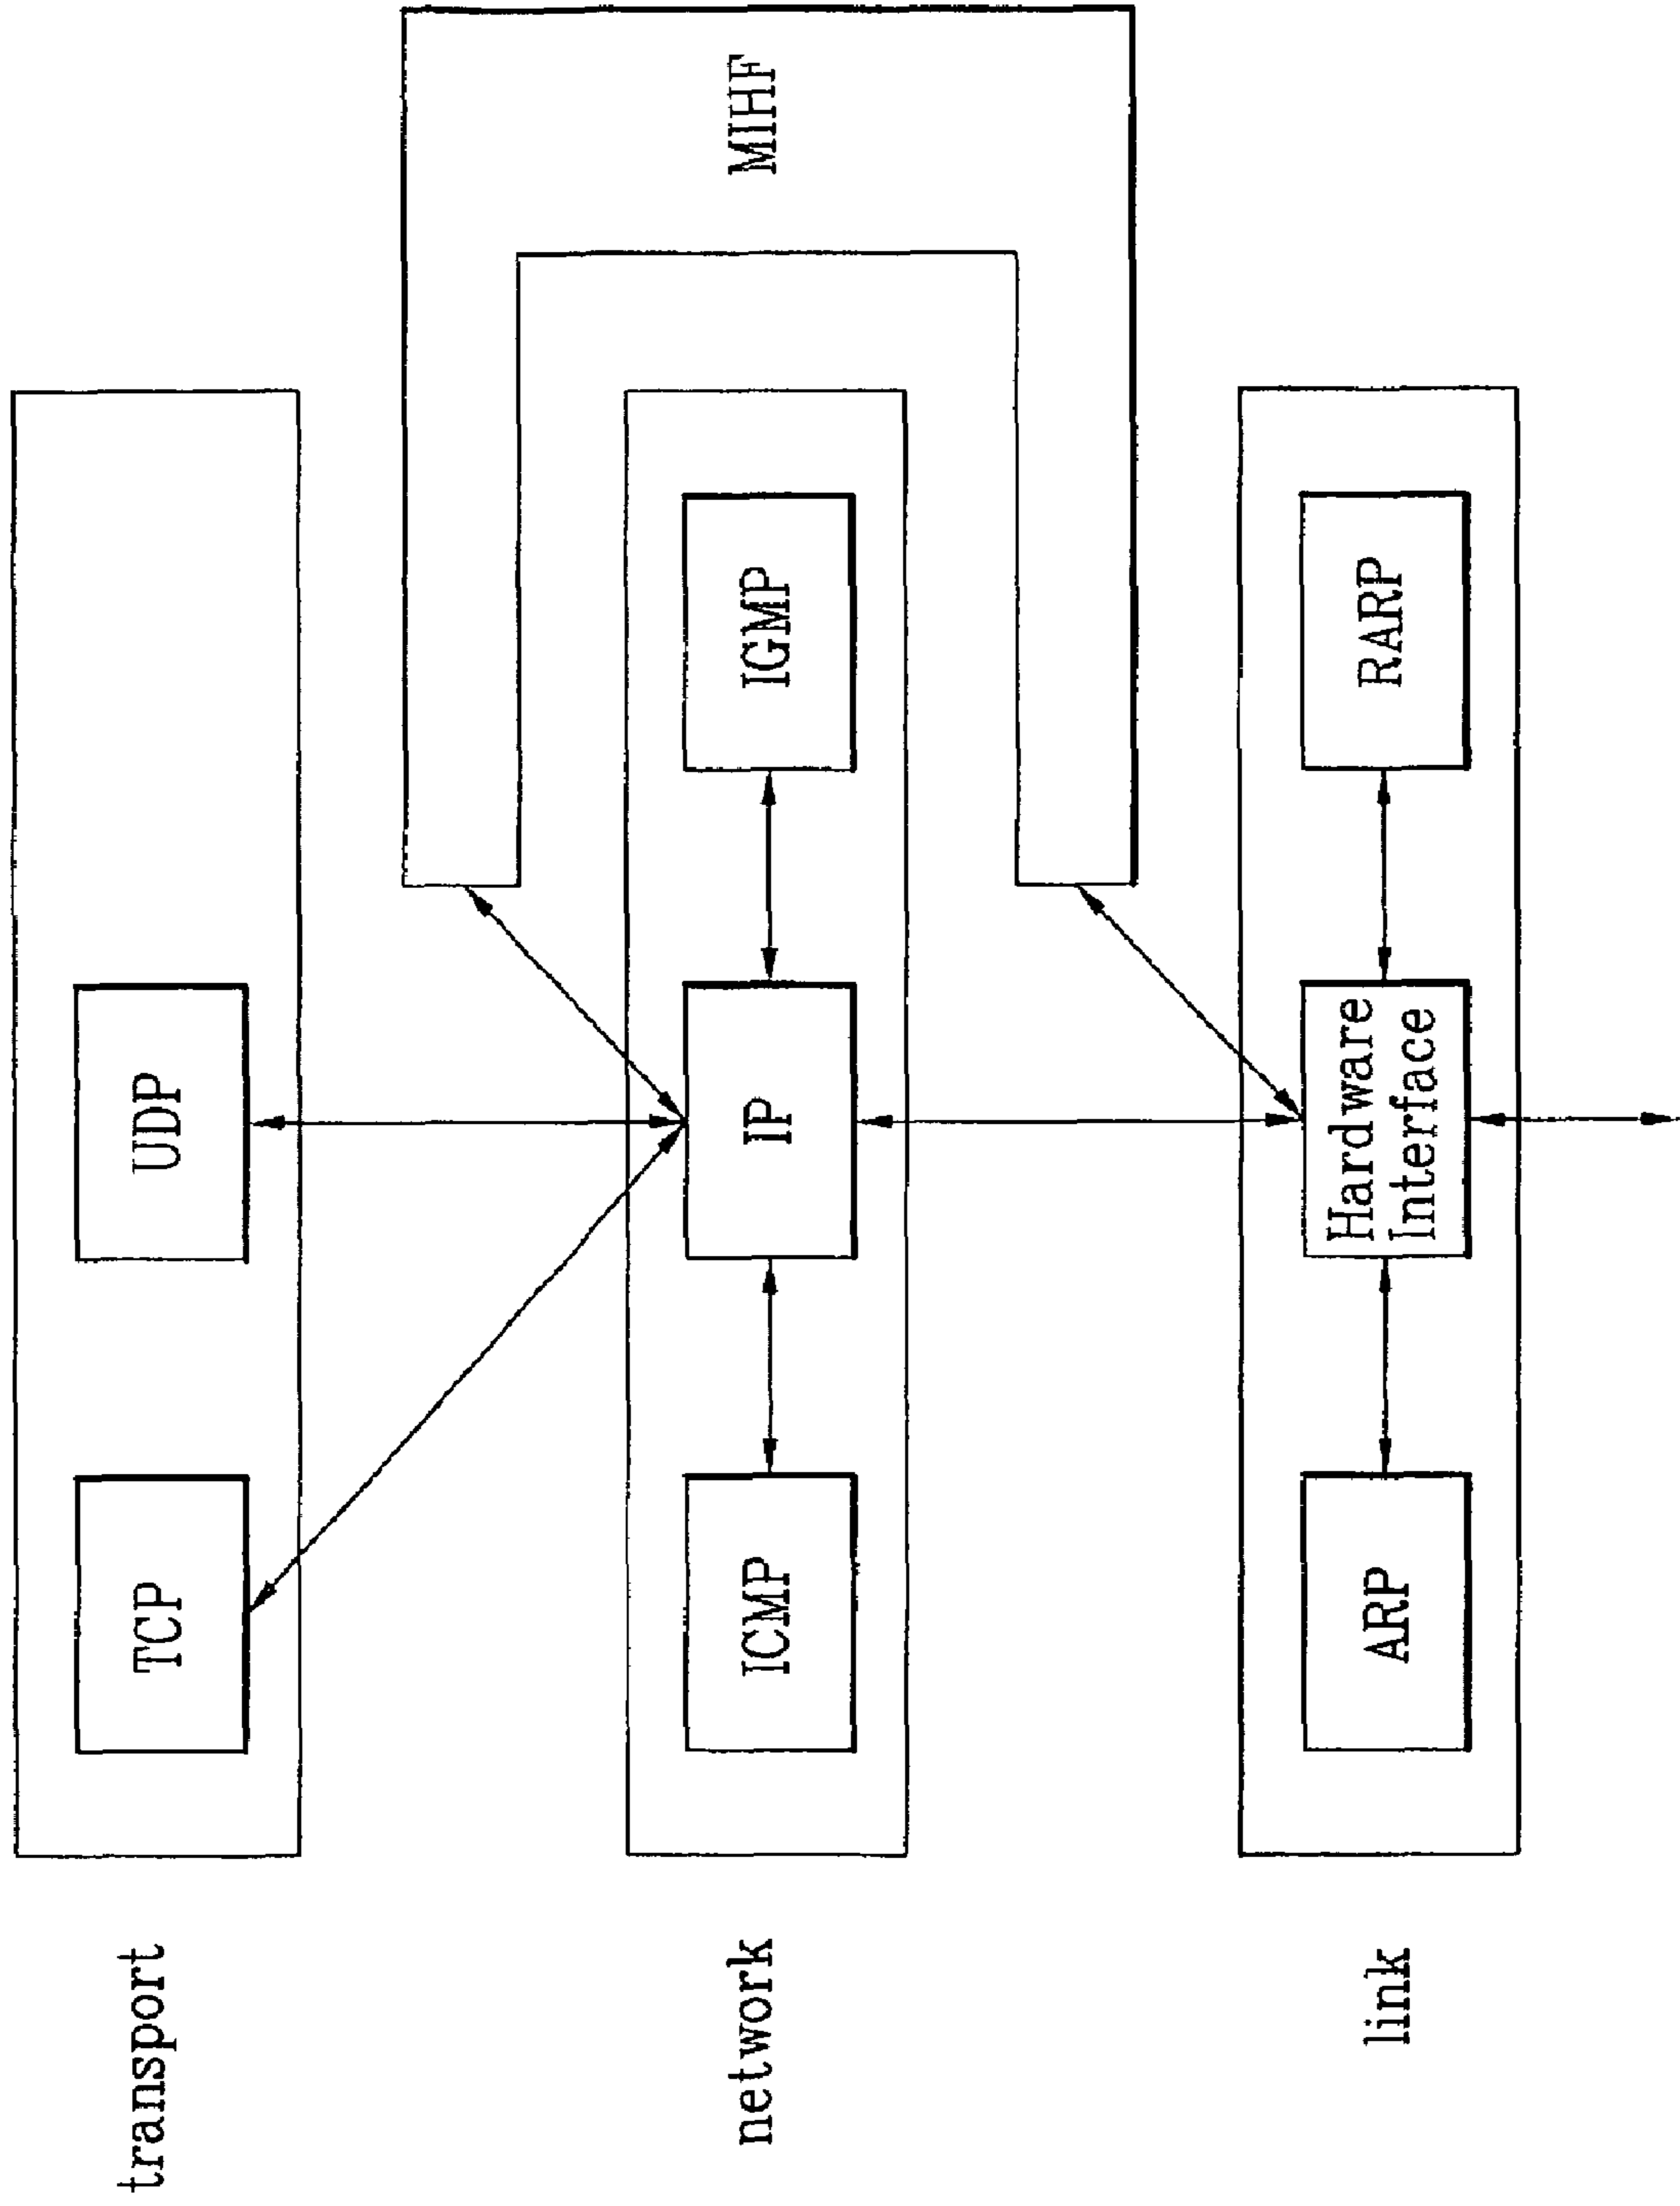 transport
TCP
UDP
MIHF
network
ICMP
IP
IGMP
link
ARP
Hardware
Interface
RARP